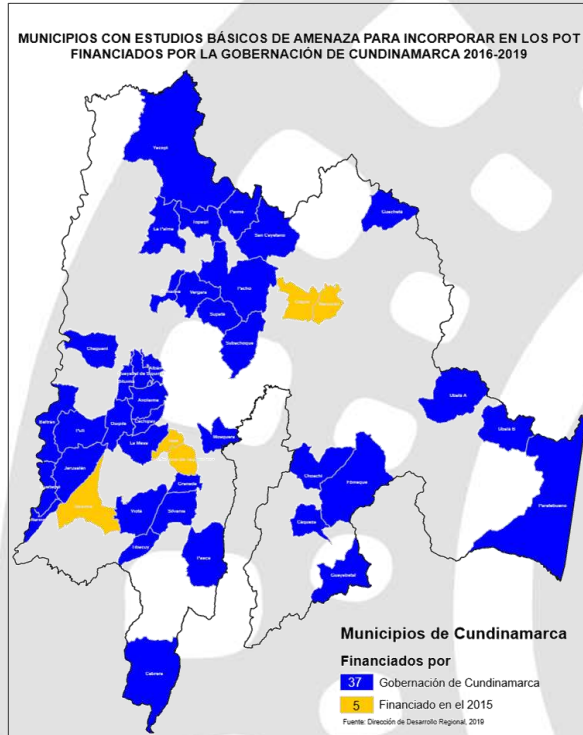 MUNICIPIOS CON ESTUDIOS BÁSICOS DE AMENAZA PARA INCORPORAR EN LOS POT
FINANCIADOS POR LA GOBERNACIÓN DE CUNDINAMARCA 2016-2019
Yacopí
Guachetá
Paime
La Palma
Topaipí
San Cayetano
Pacho
Vergara
Supatá
Subachoque
Chaguaní
Ubalá A
Anolaima
Beltrán
Cachipay
Ubalá B
Pulí
Quipile
Mosquera
La Mesa
Jerusalén
Choachí
Fómeque
Paratebueno
Granada
Viotá
Silvania
Cáqueza
Tibacuy
Pasca
Guayabetal
Cabrera
Municipios de Cundinamarca
Financiados por
37 Gobernación de Cundinamarca
5 Financiado en el 2015
Fuente: Dirección de Desarrollo Regional, 2019